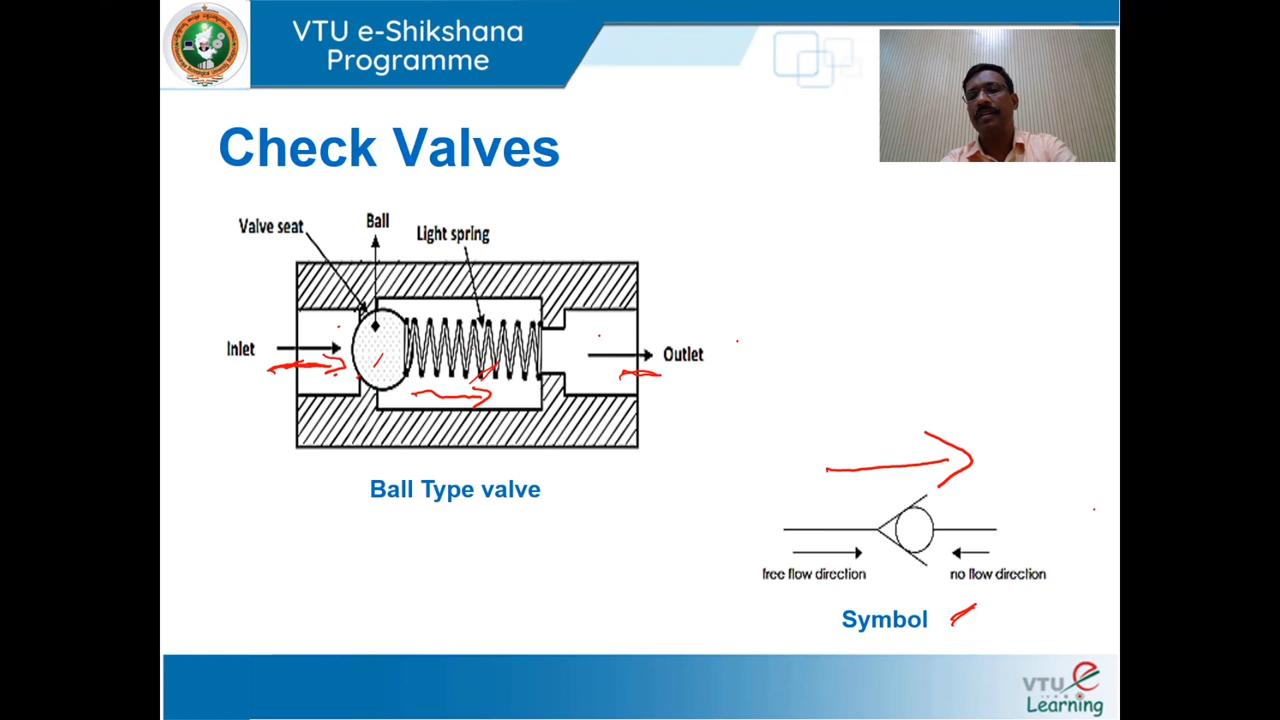 VTU e-Shikshana
Programme
Check Valves
Valve seat
Ball
Light spring
Inlet
Outlet
Ball Type valve
free flow direction
no flow direction
Symbol
VTU e
Learning